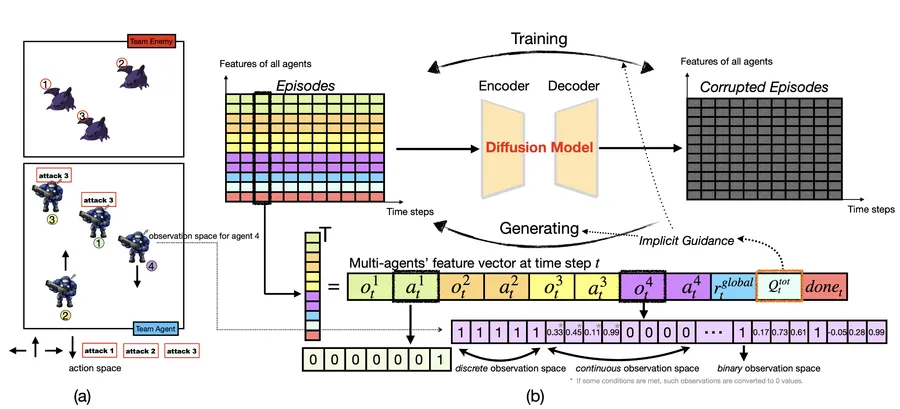 Team Enemy
1
2
3
attack 3
attack 3
3
1
observation space for agent 4
4
2
Team Agent
attack 1 attack 2 attack 3
action space
(a)
Training
Features of all agents
Episodes
Time steps
Encoder Decoder
Diffusion Model
Features of all agents
Corrupted Episodes
Time steps
Generating
Implicit Guidance
T
Multi-agents' feature vector at time step t
= o_t^1 a_t^1 o_t^2 a_t^2 o_t^3 a_t^3 o_t^4 a_t^4 r_t^global Q_t^tot done_t
1 1 1 1 1 0.33* 0.45* 0.11* 0.99* 0 0 0 0 ··· 1 0.17 0.73 0.61 1 -0.05 0.28 0.99
0 0 0 0 0 0 1
discrete observation space continuous observation space binary observation space
* If some conditions are met, such observations are converted to 0 values.
(b)